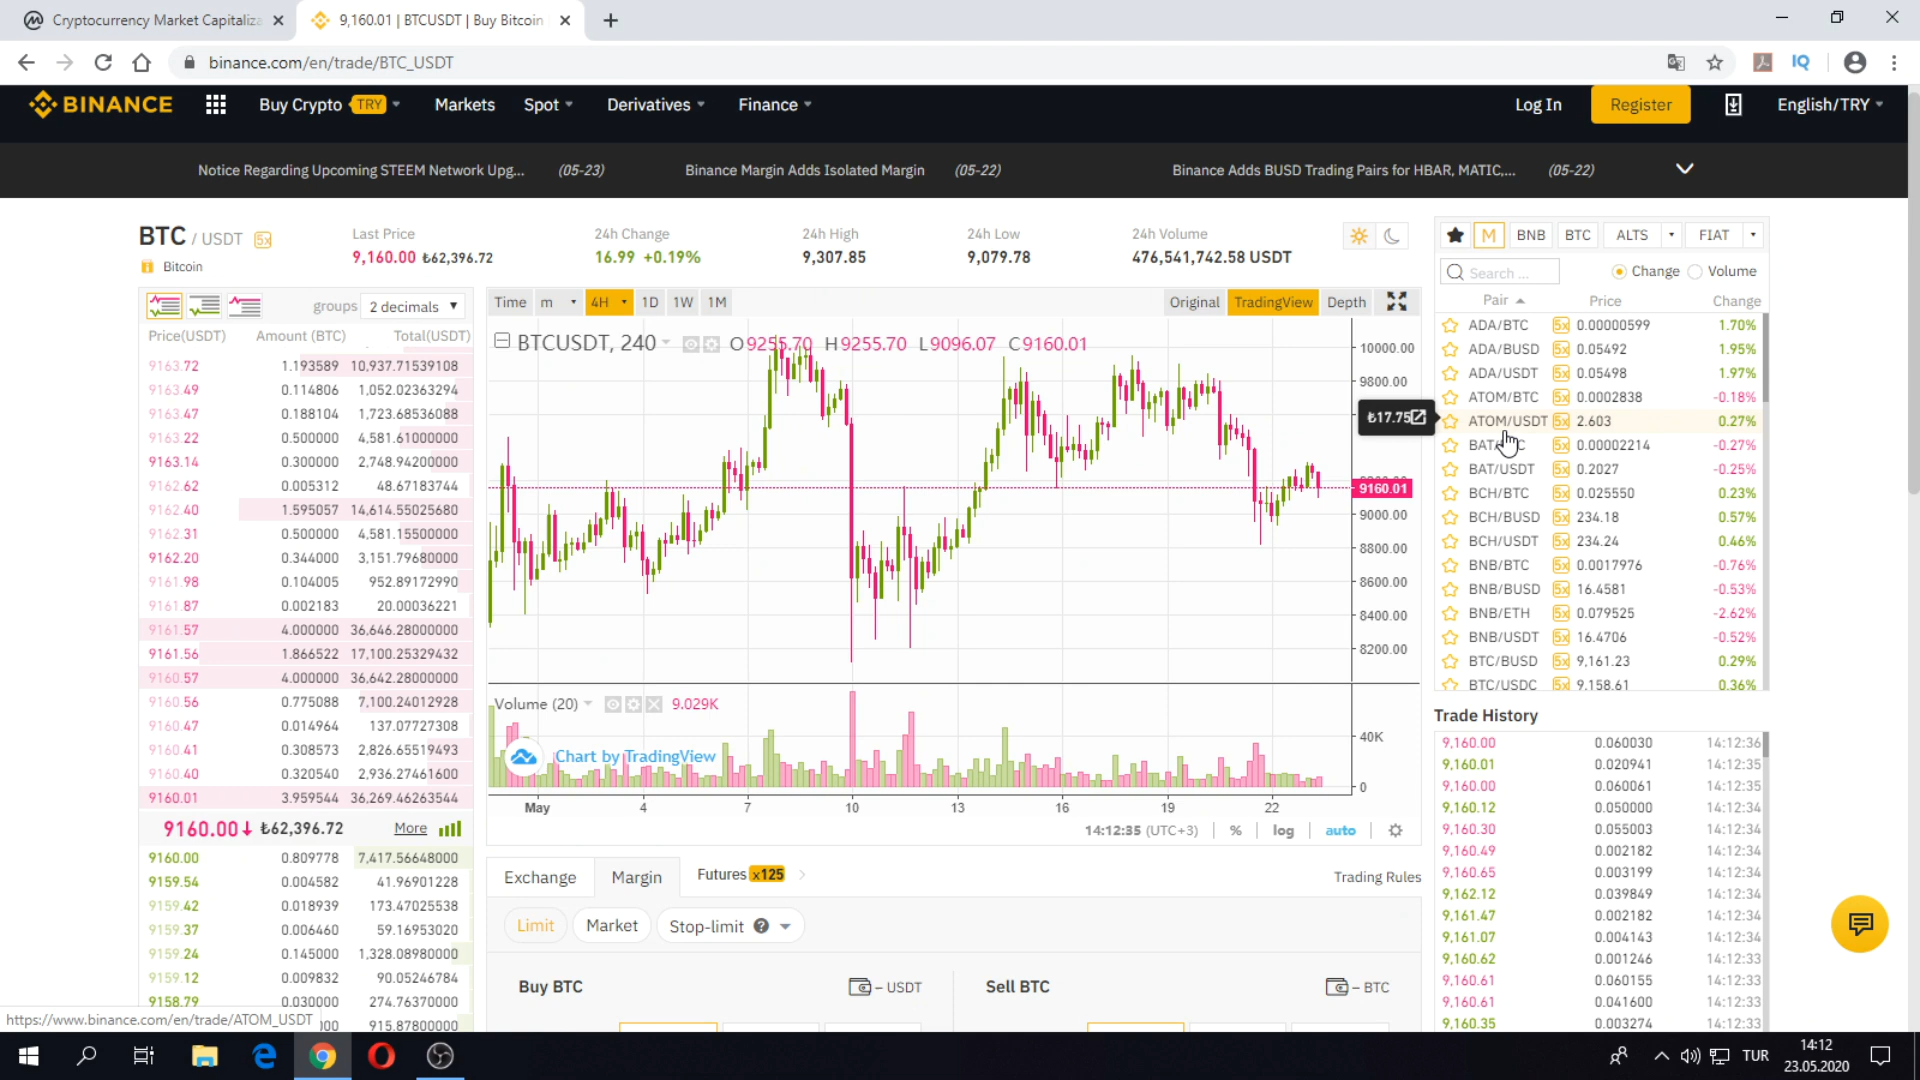 Cryptocurrency Market Capitaliza
9,160.01 | BTCUSDT | Buy Bitcoin
binance.com/en/trade/BTC_USDT
IQ
BINANCE
Buy Crypto TRY
Markets
Spot
Derivatives
Finance
Log In
Register
English/TRY
Notice Regarding Upcoming STEEM Network Upg... (05-23)
Binance Margin Adds Isolated Margin (05-22)
Binance Adds BUSD Trading Pairs for HBAR, MATIC,... (05-22)
BTC / USDT 5x
Bitcoin
Last Price
9,160.00 ₺62,396.72
24h Change
16.99 +0.19%
24h High
9,307.85
24h Low
9,079.78
24h Volume
476,541,742.58 USDT
groups 2 decimals
Price(USDT) Amount (BTC) Total(USDT)
9163.72 1.193589 10,937.71539108
9163.49 0.114806 1,052.02363294
9163.47 0.188104 1,723.68536088
9163.22 0.500000 4,581.61000000
9163.14 0.300000 2,748.94200000
9162.62 0.005312 48.67183744
9162.40 1.595057 14,614.55025680
9162.31 0.500000 4,581.15500000
9162.20 0.344000 3,151.79680000
9161.98 0.104005 952.89172990
9161.87 0.002183 20.00036221
9161.57 4.000000 36,646.28000000
9161.56 1.866522 17,100.25329432
9160.57 4.000000 36,642.28000000
9160.56 0.775088 7,100.24012928
9160.47 0.014964 137.07727308
9160.41 0.308573 2,826.65519493
9160.40 0.320540 2,936.27461600
9160.01 3.959544 36,269.46263544
9160.00↓ ₺62,396.72 More
9160.00 0.809778 7,417.56648000
9159.54 0.004582 41.96901228
9159.42 0.018939 173.47025538
9159.37 0.006460 59.16953020
9159.24 0.145000 1,328.08980000
9159.12 0.009832 90.05246784
9158.79 0.030000 274.76370000
915.87800000
https://www.binance.com/en/trade/ATOM_USDT
Time m 4H 1D 1W 1M
Original TradingView Depth
BTCUSDT, 240 O9255.70 H9255.70 L9096.07 C9160.01
10000.00
9800.00
9160.01
9000.00
8800.00
8600.00
8400.00
8200.00
Volume (20) 9.029K
Chart by TradingView
40K
0
May 4 7 10 13 16 19 22
14:12:35 (UTC+3) % log auto
Exchange Margin Futures x125
Trading Rules
Limit Market Stop-limit
Buy BTC – USDT
Sell BTC – BTC
M BNB BTC ALTS FIAT
Search ...
Change Volume
Pair Price Change
ADA/BTC 5x 0.00000599 1.70%
ADA/BUSD 5x 0.05492 1.95%
ADA/USDT 5x 0.05498 1.97%
ATOM/BTC 5x 0.0002838 -0.18%
₺17.75
ATOM/USDT 5x 2.603 0.27%
5x 0.00002214 -0.27%
BAT/USDT 5x 0.2027 -0.25%
BCH/BTC 5x 0.025550 0.23%
BCH/BUSD 5x 234.18 0.57%
BCH/USDT 5x 234.24 0.46%
BNB/BTC 5x 0.0017976 -0.76%
BNB/BUSD 5x 16.4581 -0.53%
BNB/ETH 5x 0.079525 -2.62%
BNB/USDT 5x 16.4706 -0.52%
BTC/BUSD 5x 9,161.23 0.29%
BTC/USDC 5x 9,158.61 0.36%
Trade History
9,160.00 0.060030 14:12:36
9,160.01 0.020941 14:12:35
9,160.00 0.060061 14:12:35
9,160.12 0.050000 14:12:34
9,160.30 0.055003 14:12:34
9,160.49 0.002182 14:12:34
9,160.65 0.003199 14:12:34
9,162.12 0.039849 14:12:34
9,161.47 0.002182 14:12:34
9,161.07 0.004143 14:12:34
9,160.62 0.001246 14:12:33
9,160.61 0.060155 14:12:33
9,160.61 0.041600 14:12:33
9,160.35 0.003274 14:12:33
TUR
14:12
23.05.2020